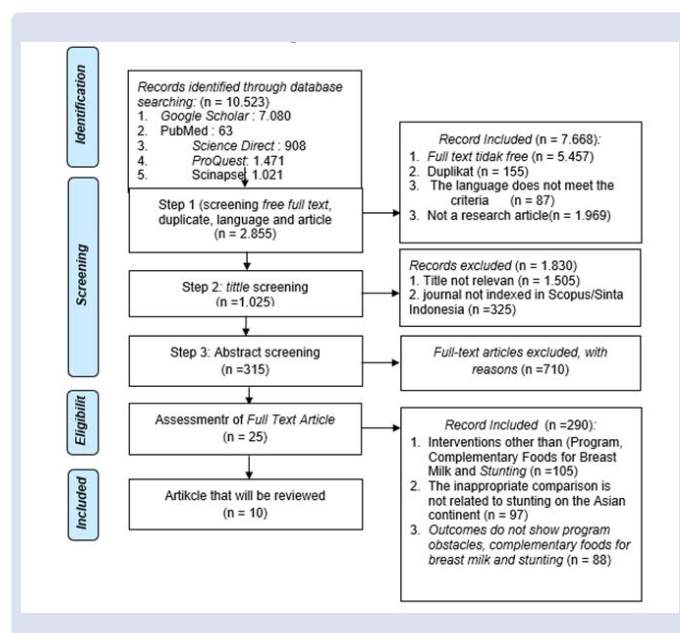 Identification
Records identified through database
searching: (n = 10.523)
1. Google Scholar : 7.080
2. PubMed : 63
3. Science Direct : 908
4. ProQuest: 1.471
5. Scinapse: 1.021
Record Included (n = 7.668):
1. Full text tidak free (n = 5.457)
2. Duplikat (n = 155)
3. The language does not meet the
criteria (n = 87)
3. Not a research article(n = 1.969)
Screening
Step 1 (screening free full text,
duplicate, language and article
(n = 2.855)
Records excluded (n = 1.830)
1. Title not relevan (n = 1.505)
2. journal not indexed in Scopus/Sinta
Indonesia (n =325)
Step 2: tittle screening
(n =1.025)
Step 3: Abstract screening
(n =315)
Full-text articles excluded, with
reasons (n =710)
Eligibilit
Assessmentr of Full Text Article
(n = 25)
Record Included (n =290):
1. Interventions other than (Program,
Complementary Foods for Breast
Milk and Stunting (n =105)
2. The inappropriate comparison is
not related to stunting on the Asian
continent (n = 97)
3. Outcomes do not show program
obstacles, complementary foods for
breast milk and stunting (n = 88)
Included
Artikcle that will be reviewed
(n = 10)